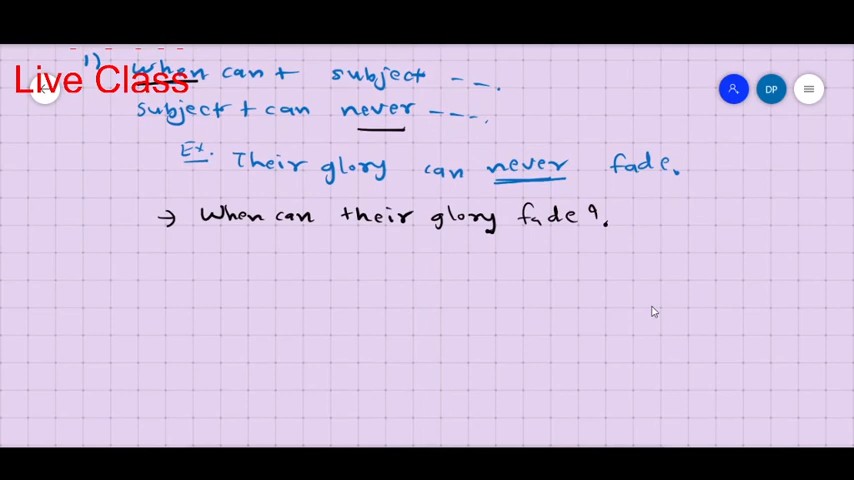 1) when can + subject ---.
Live Class
subject + can never ----.
DP
Ex. Their glory can never fade.
→ When can their glory fade?.